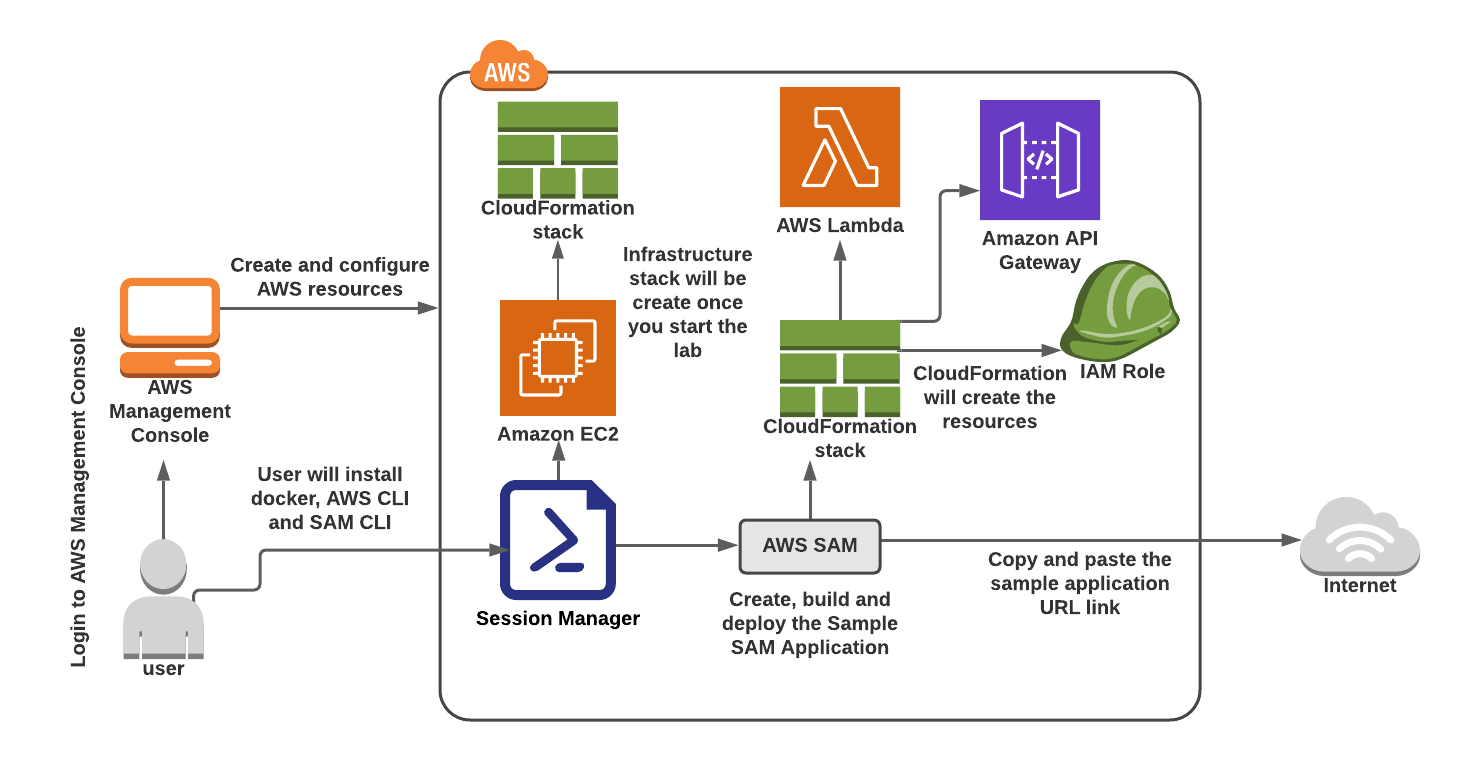 AWS
CloudFormation
stack
AWS Lambda
Amazon API
Gateway
Infrastructure
stack will be
create once
you start the
lab
Create and configure
AWS resources
Login to AWS Management Console
AWS
Management
Console
Amazon EC2
IAM Role
CloudFormation
will create the
resources
CloudFormation
stack
User will install
docker, AWS CLI
and SAM CLI
AWS SAM
Session Manager
Create, build and
deploy the Sample
SAM Application
Copy and paste the
sample application
URL link
Internet
user